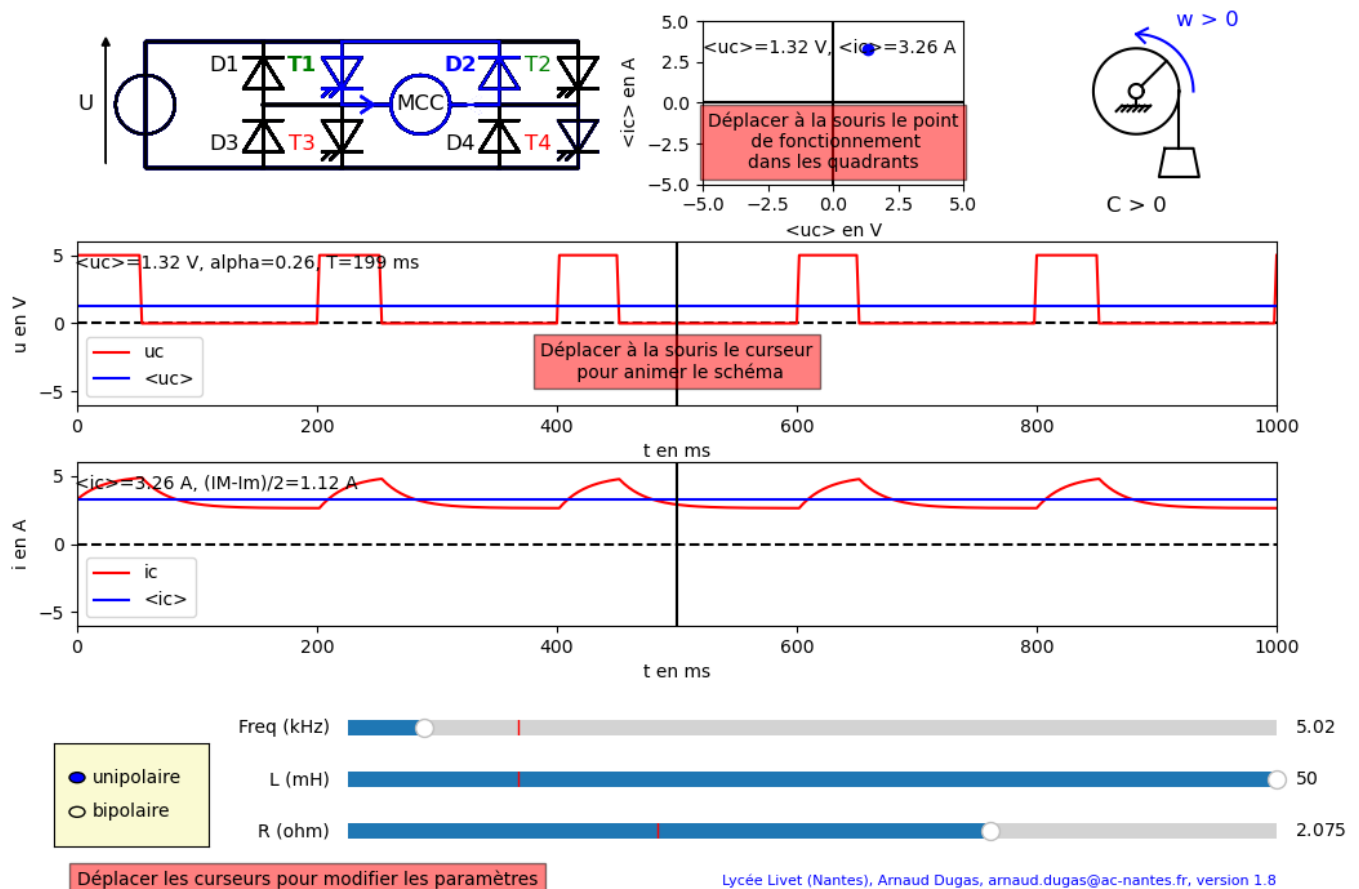 U
D1
T1
D2
T2
MCC
D3
T3
D4
T4
<ic> en A
5.0
2.5
0.0
−2.5
−5.0
<uc>=1.32 V, <ic>=3.26 A
Déplacer à la souris le point
de fonctionnement
dans les quadrants
−5.0
−2.5
0.0
2.5
5.0
<uc> en V
w > 0
C > 0
u en V
5
0
−5
<uc>=1.32 V, alpha=0.26, T=199 ms
uc
<uc>
Déplacer à la souris le curseur
pour animer le schéma
0
200
400
600
800
1000
t en ms
i en A
5
0
−5
<ic>=3.26 A, (IM-Im)/2=1.12 A
ic
<ic>
0
200
400
600
800
1000
t en ms
unipolaire
bipolaire
Freq (kHz)
5.02
L (mH)
50
R (ohm)
2.075
Déplacer les curseurs pour modifier les paramètres
Lycée Livet (Nantes), Arnaud Dugas, arnaud.dugas@ac-nantes.fr, version 1.8